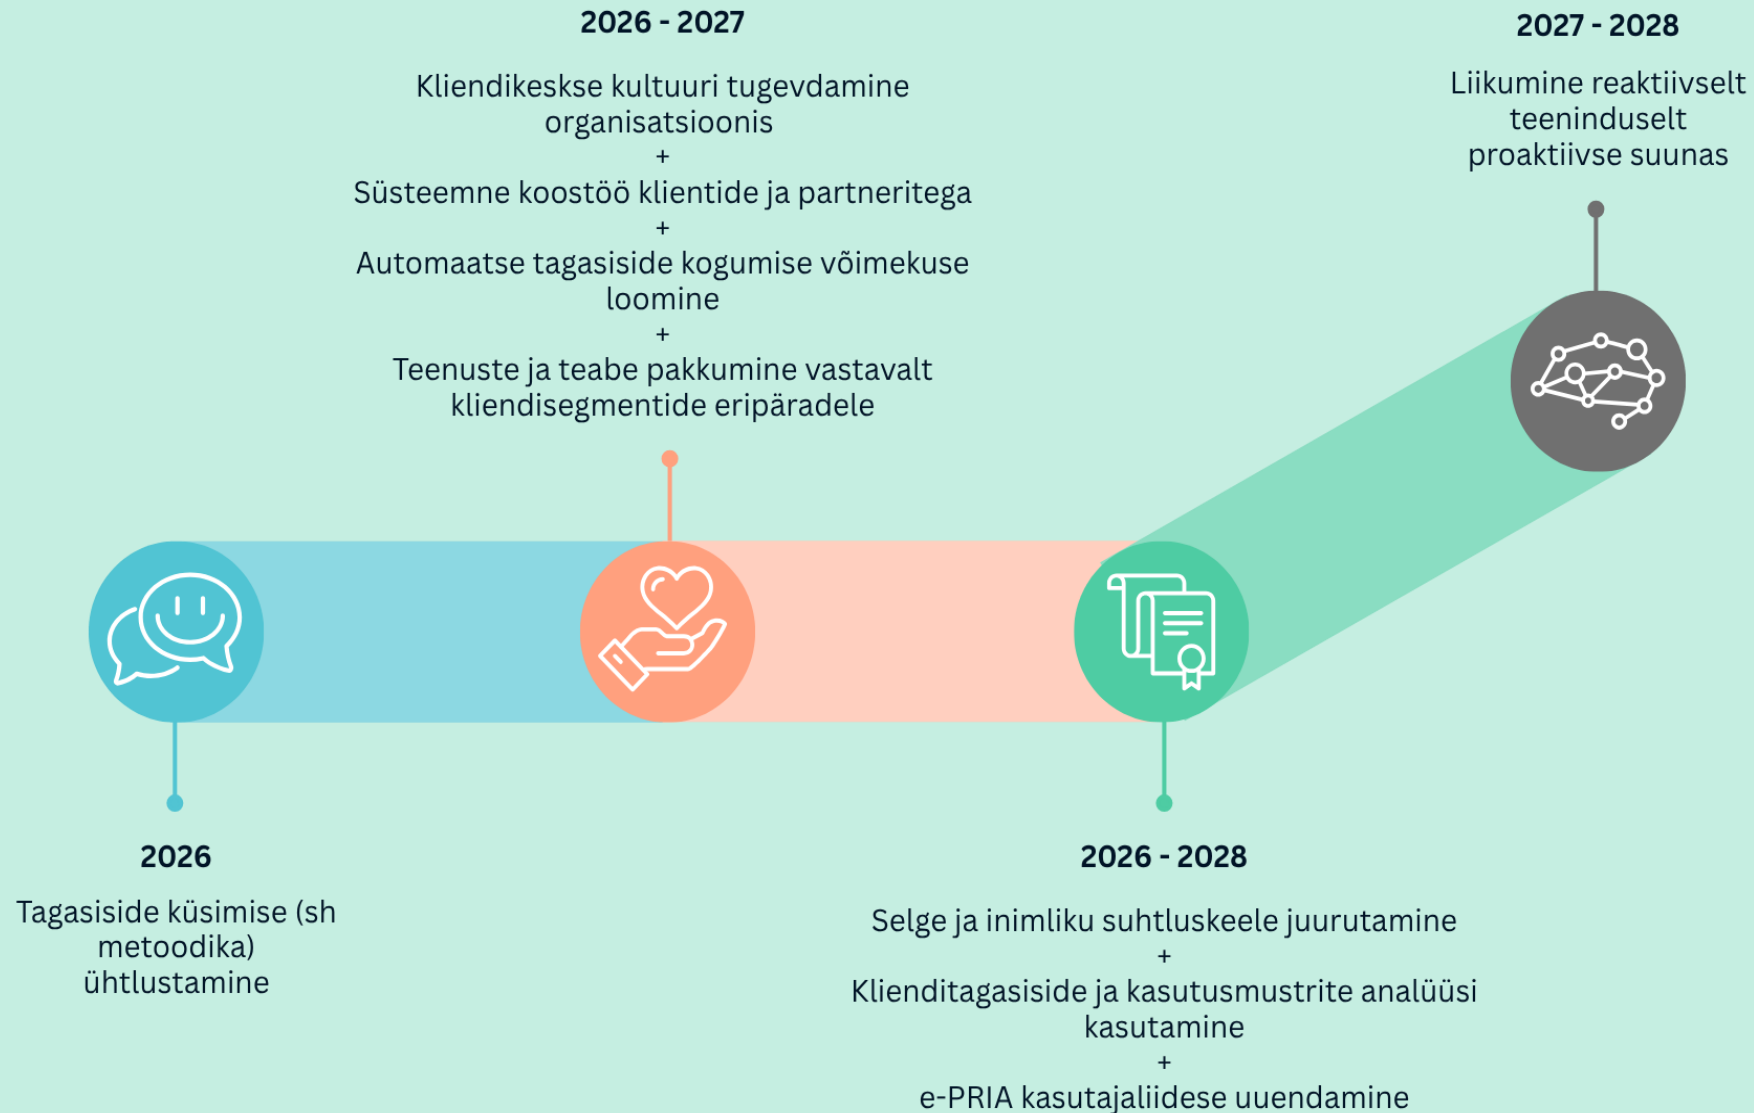 2026 - 2027
Kliendikeskse kultuuri tugevdamine
organisatsioonis
+
Süsteemne koostöö klientide ja partneritega
+
Automaatse tagasiside kogumise võimekuse
loomine
+
Teenuste ja teabe pakkumine vastavalt
kliendisegmentide eripäradele
2027 - 2028
Liikumine reaktiivselt
teeninduselt
proaktiivse suunas
2026
Tagasiside küsimise (sh
metoodika)
ühtlustamine
2026 - 2028
Selge ja inimliku suhtluskeele juurutamine
+
Klienditagasiside ja kasutusmustrite analüüsi
kasutamine
+
e-PRIA kasutajaliidese uuendamine